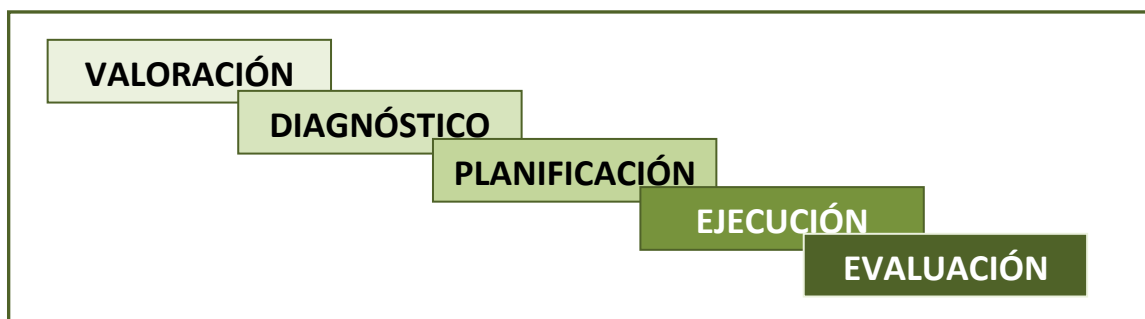 VALORACIÓN
DIAGNÓSTICO
PLANIFICACIÓN
EJECUCIÓN
EVALUACIÓN